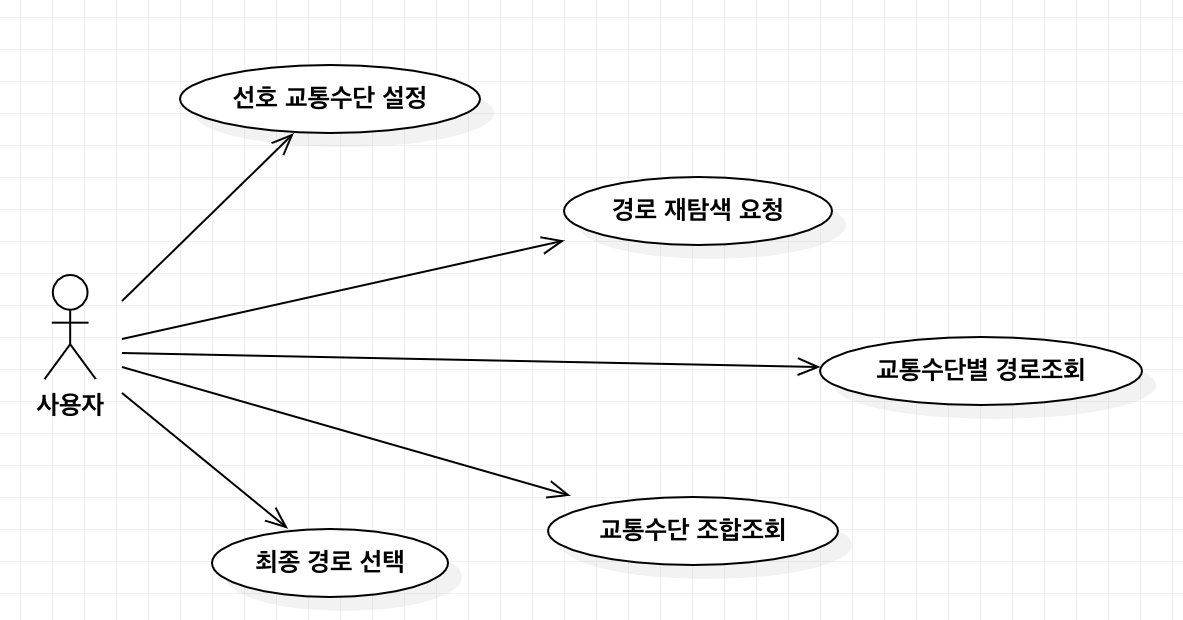 선호 교통수단 설정
경로 재탐색 요청
교통수단별 경로조회
사용자
교통수단 조합조회
최종 경로 선택